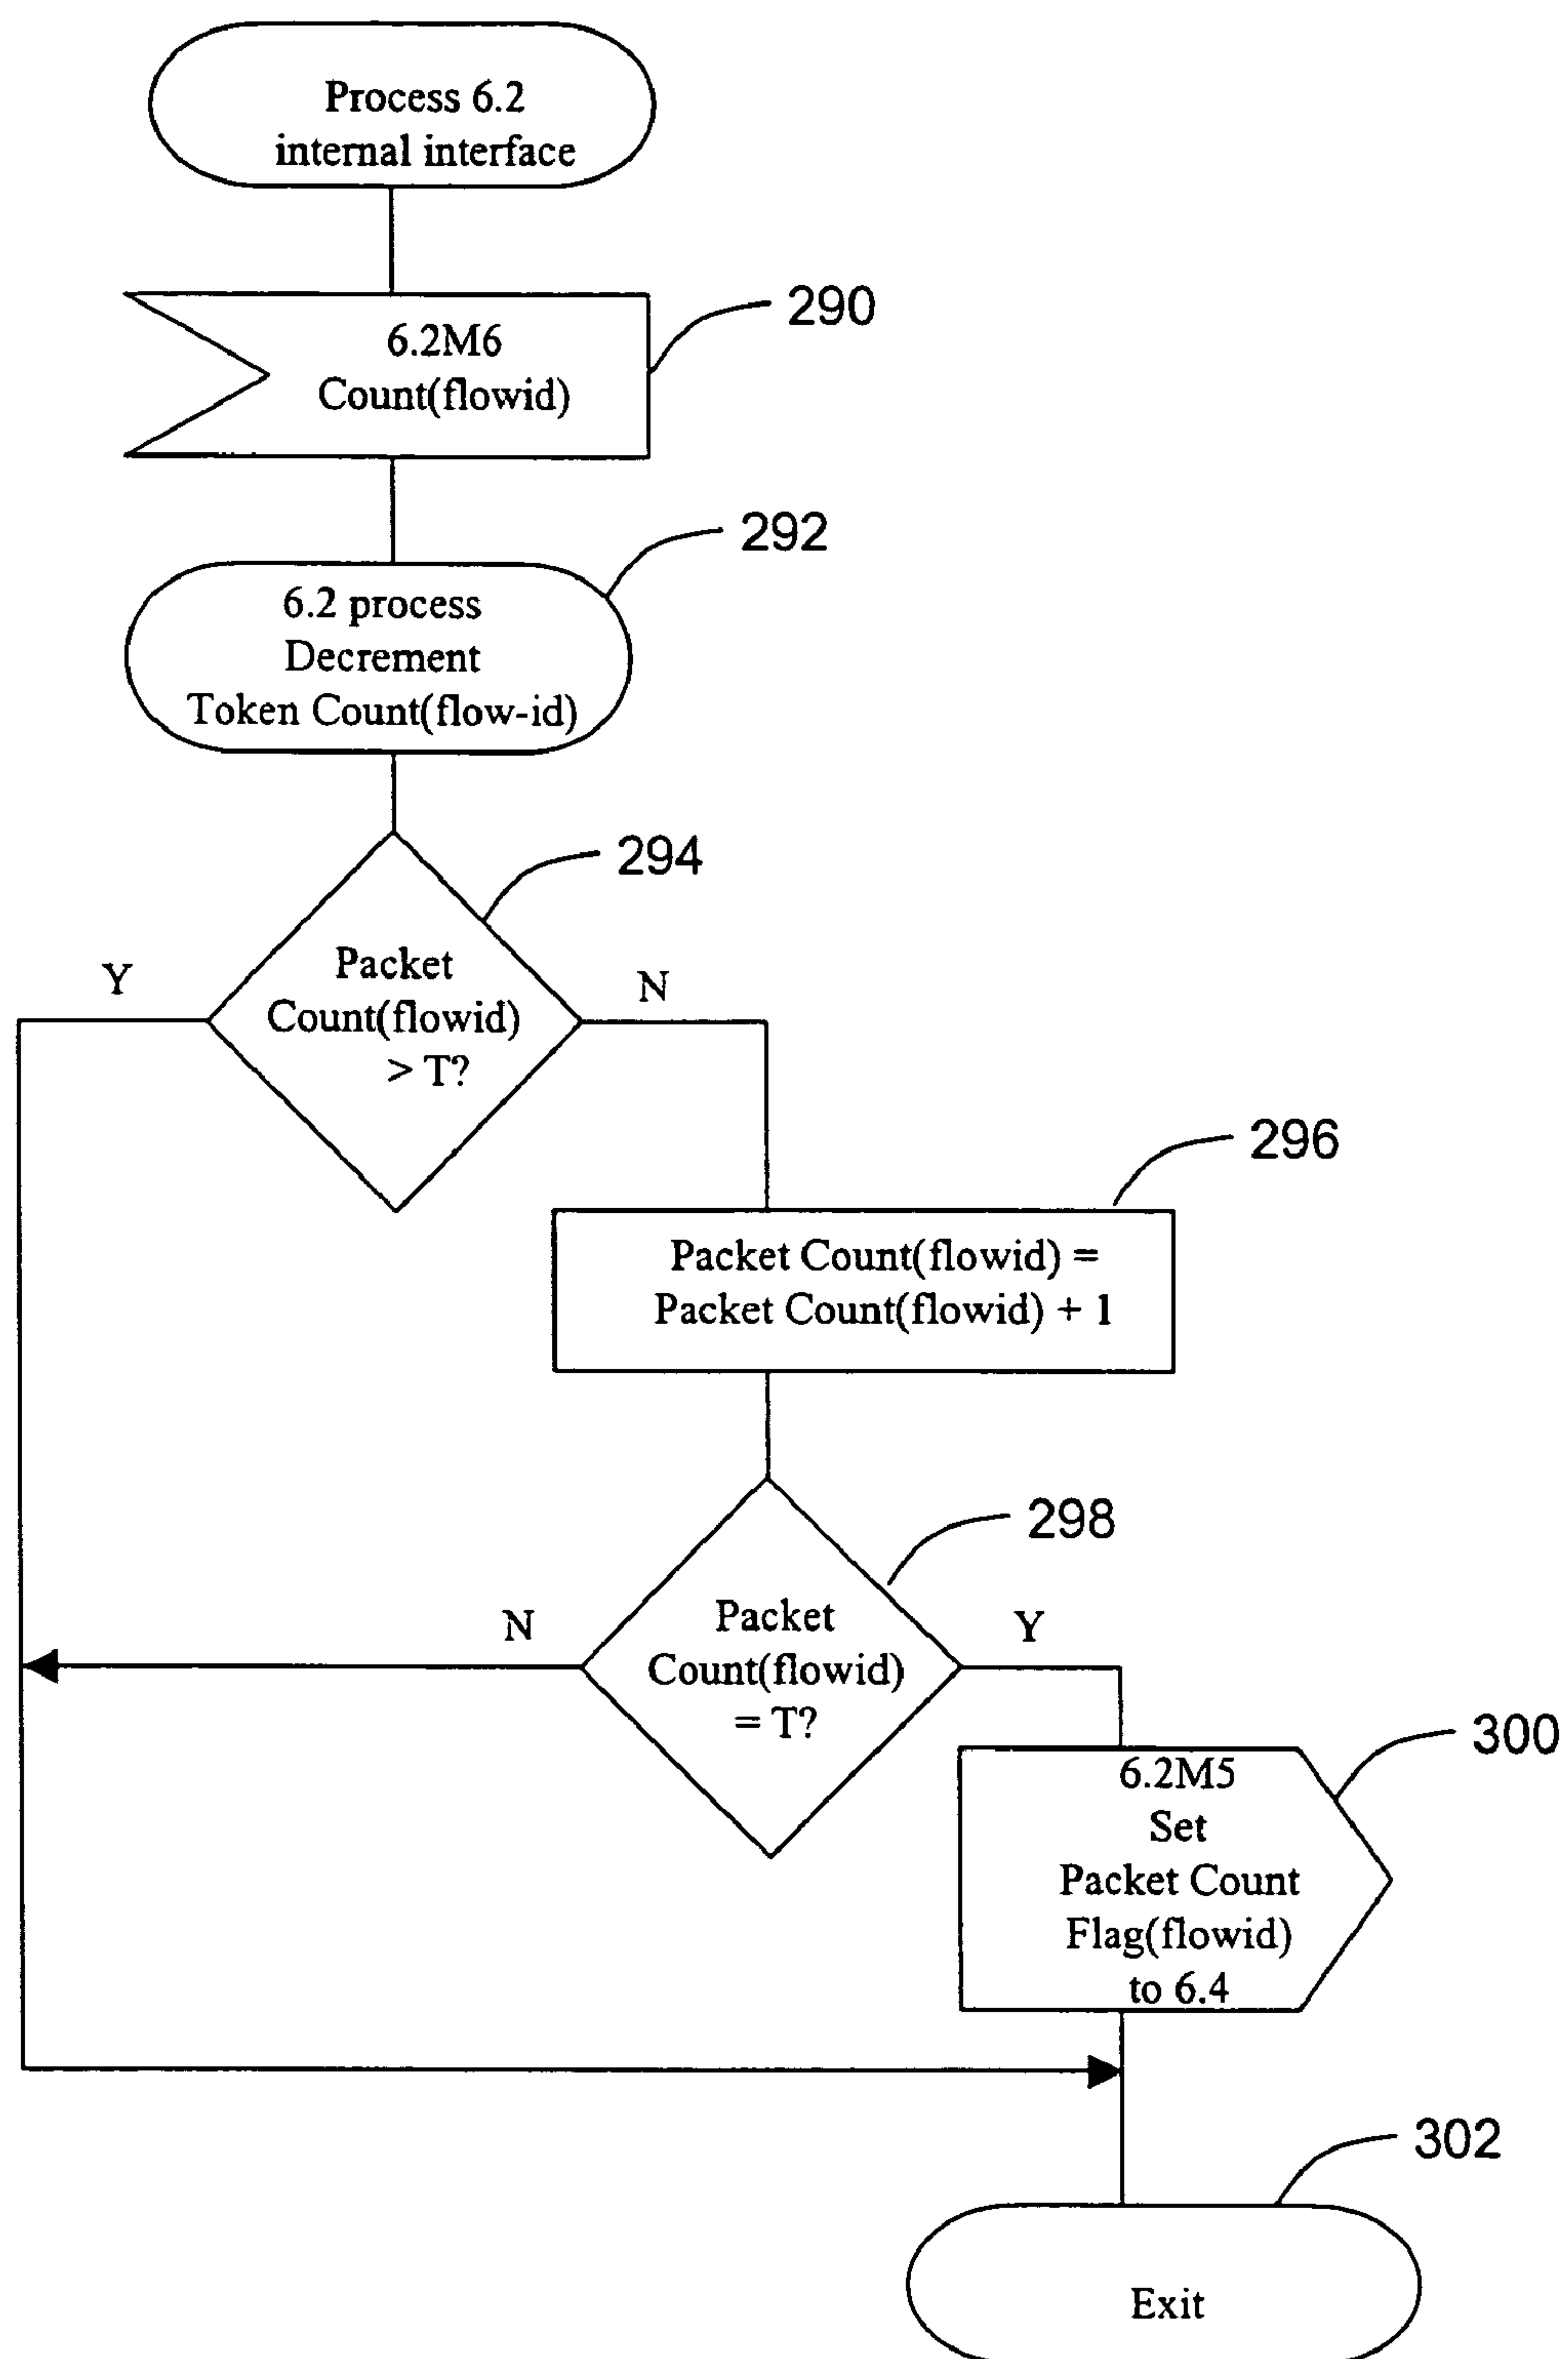 Process 6.2
internal interface
290
6.2M6
Count(flowid)
292
6.2 process
Decrement
Token Count(flow-id)
294
Packet
Count(flowid)
> T?
Y
N
296
Packet Count(flowid) =
Packet Count(flowid) + 1
298
Packet
Count(flowid)
= T?
N
Y
300
6.2M5
Set
Packet Count
Flag(flowid)
to 6.4
302
Exit